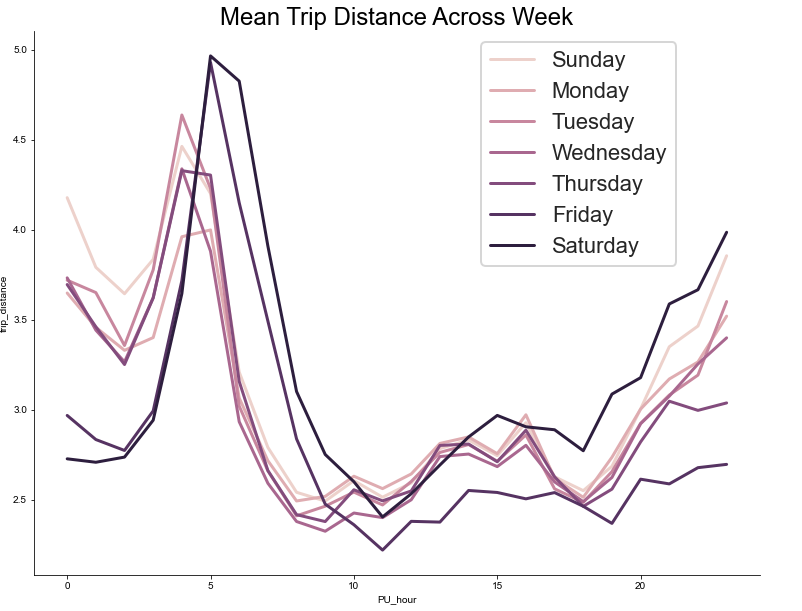 Mean Trip Distance Across Week
5.0
4.5
4.0
3.5
3.0
2.5
trip_distance
0
5
10
15
20
PU_hour
Sunday
Monday
Tuesday
Wednesday
Thursday
Friday
Saturday